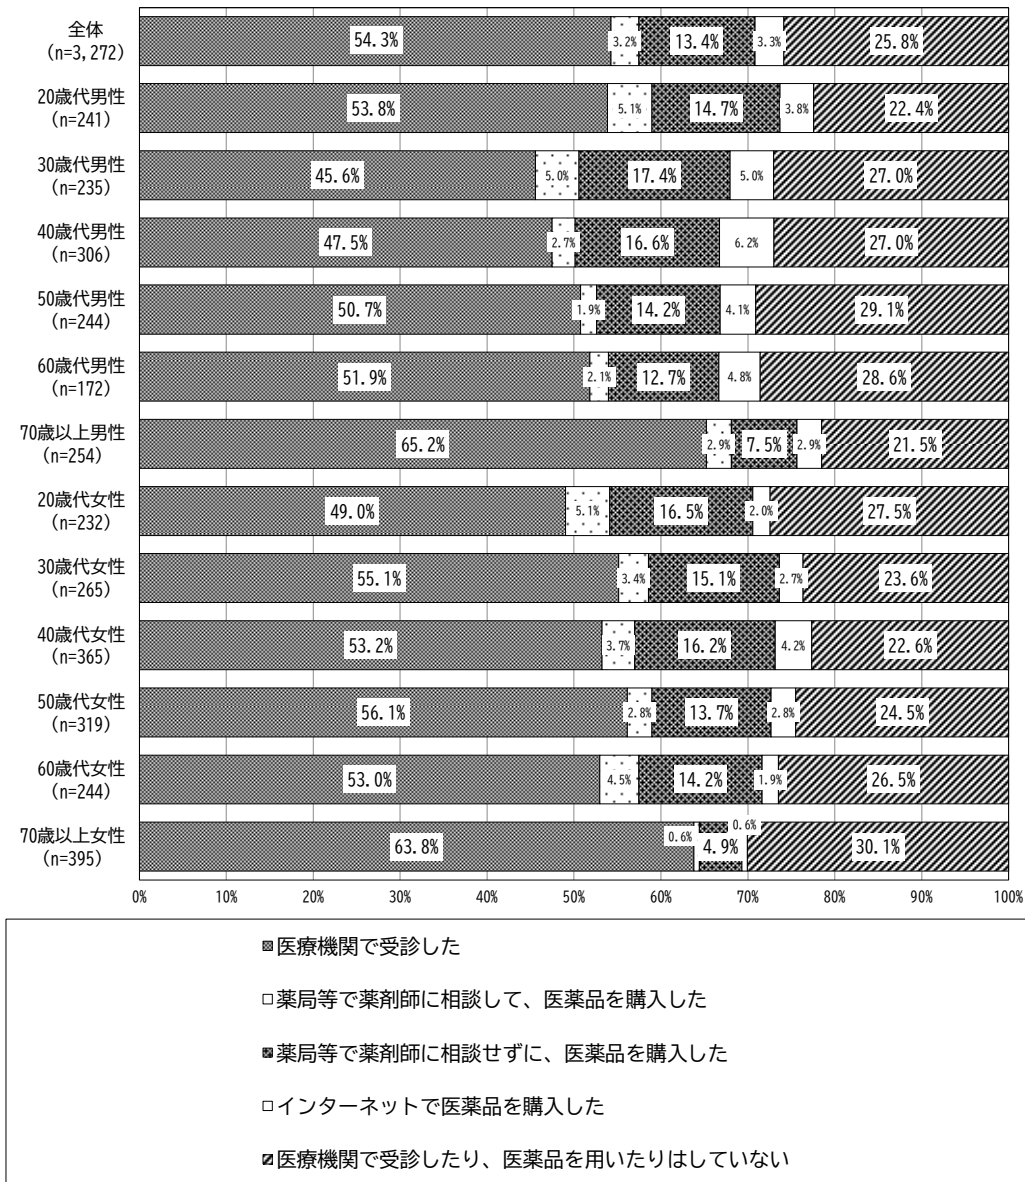 全体
(n=3,272)
54.3% 3.2% 13.4% 3.3% 25.8%
20歳代男性
(n=241)
53.8% 5.1% 14.7% 3.8% 22.4%
30歳代男性
(n=235)
45.6% 5.0% 17.4% 5.0% 27.0%
40歳代男性
(n=306)
47.5% 2.7% 16.6% 6.2% 27.0%
50歳代男性
(n=244)
50.7% 1.9% 14.2% 4.1% 29.1%
60歳代男性
(n=172)
51.9% 2.1% 12.7% 4.8% 28.6%
70歳以上男性
(n=254)
65.2% 2.9% 7.5% 2.9% 21.5%
20歳代女性
(n=232)
49.0% 5.1% 16.5% 2.0% 27.5%
30歳代女性
(n=265)
55.1% 3.4% 15.1% 2.7% 23.6%
40歳代女性
(n=365)
53.2% 3.7% 16.2% 4.2% 22.6%
50歳代女性
(n=319)
56.1% 2.8% 13.7% 2.8% 24.5%
60歳代女性
(n=244)
53.0% 4.5% 14.2% 1.9% 26.5%
70歳以上女性
(n=395)
63.8% 0.6% 4.9% 0.6% 30.1%
0% 10% 20% 30% 40% 50% 60% 70% 80% 90% 100%
医療機関で受診した
薬局等で薬剤師に相談して、医薬品を購入した
薬局等で薬剤師に相談せずに、医薬品を購入した
インターネットで医薬品を購入した
医療機関で受診したり、医薬品を用いたりはしていない